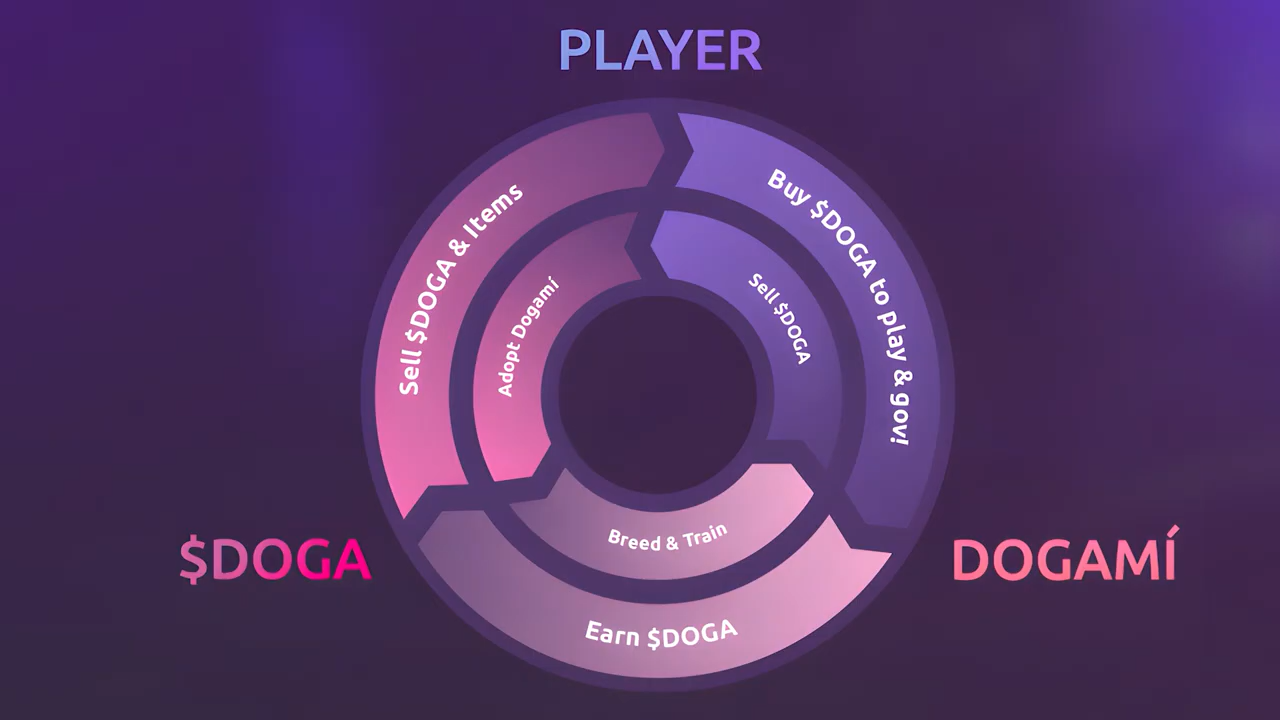 PLAYER
Sell $DOGA & Items
Buy $DOGA to play & gov!
Adopt Dogamí
Sell $DOGA
Breed & Train
Earn $DOGA
$DOGA
DOGAMÍ